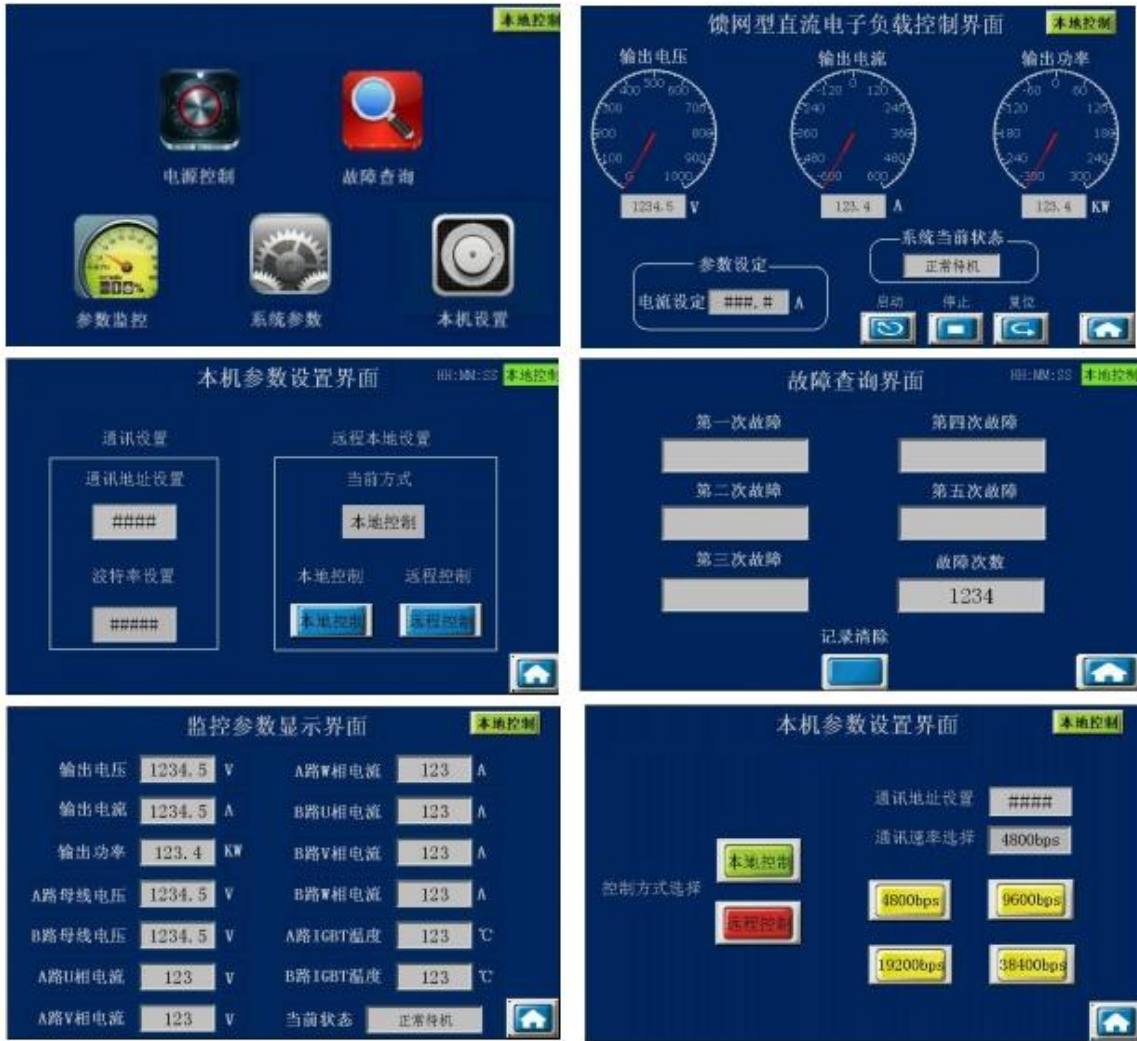 本地控制
电源控制
故障查询
参数监控
系统参数
本机设置
馈网型直流电子负载控制界面
本地控制
输出电压
输出电流
输出功率
1234.5 V
123.4 A
123.4 KW
系统当前状态
正常待机
参数设定
电流设定 ###.# A
启动 停止 复位
本机参数设置界面
HH:MM:SS 本地控制
通讯设置
远程本地设置
通讯地址设置
####
波特率设置
#####
当前方式
本地控制
本地控制 远程控制
本地控制 远程控制
故障查询界面
HH:MM:SS 本地控制
第一次故障
第四次故障
第二次故障
第五次故障
第三次故障
故障次数
1234
记录清除
监控参数显示界面
本地控制
输出电压 1234.5 V
A路W相电流 123 A
输出电流 1234.5 A
B路U相电流 123 A
输出功率 123.4 KW
B路V相电流 123 A
A路母线电压 1234.5 V
B路W相电流 123 A
B路母线电压 1234.5 V
A路IGBT温度 123 ℃
A路U相电流 123 V
B路IGBT温度 123 ℃
A路V相电流 123 V
当前状态 正常待机
本机参数设置界面
本地控制
通讯地址设置 ####
通讯速率选择 4800bps
控制方式选择
本地控制
远程控制
4800bps 9600bps
19200bps 38400bps